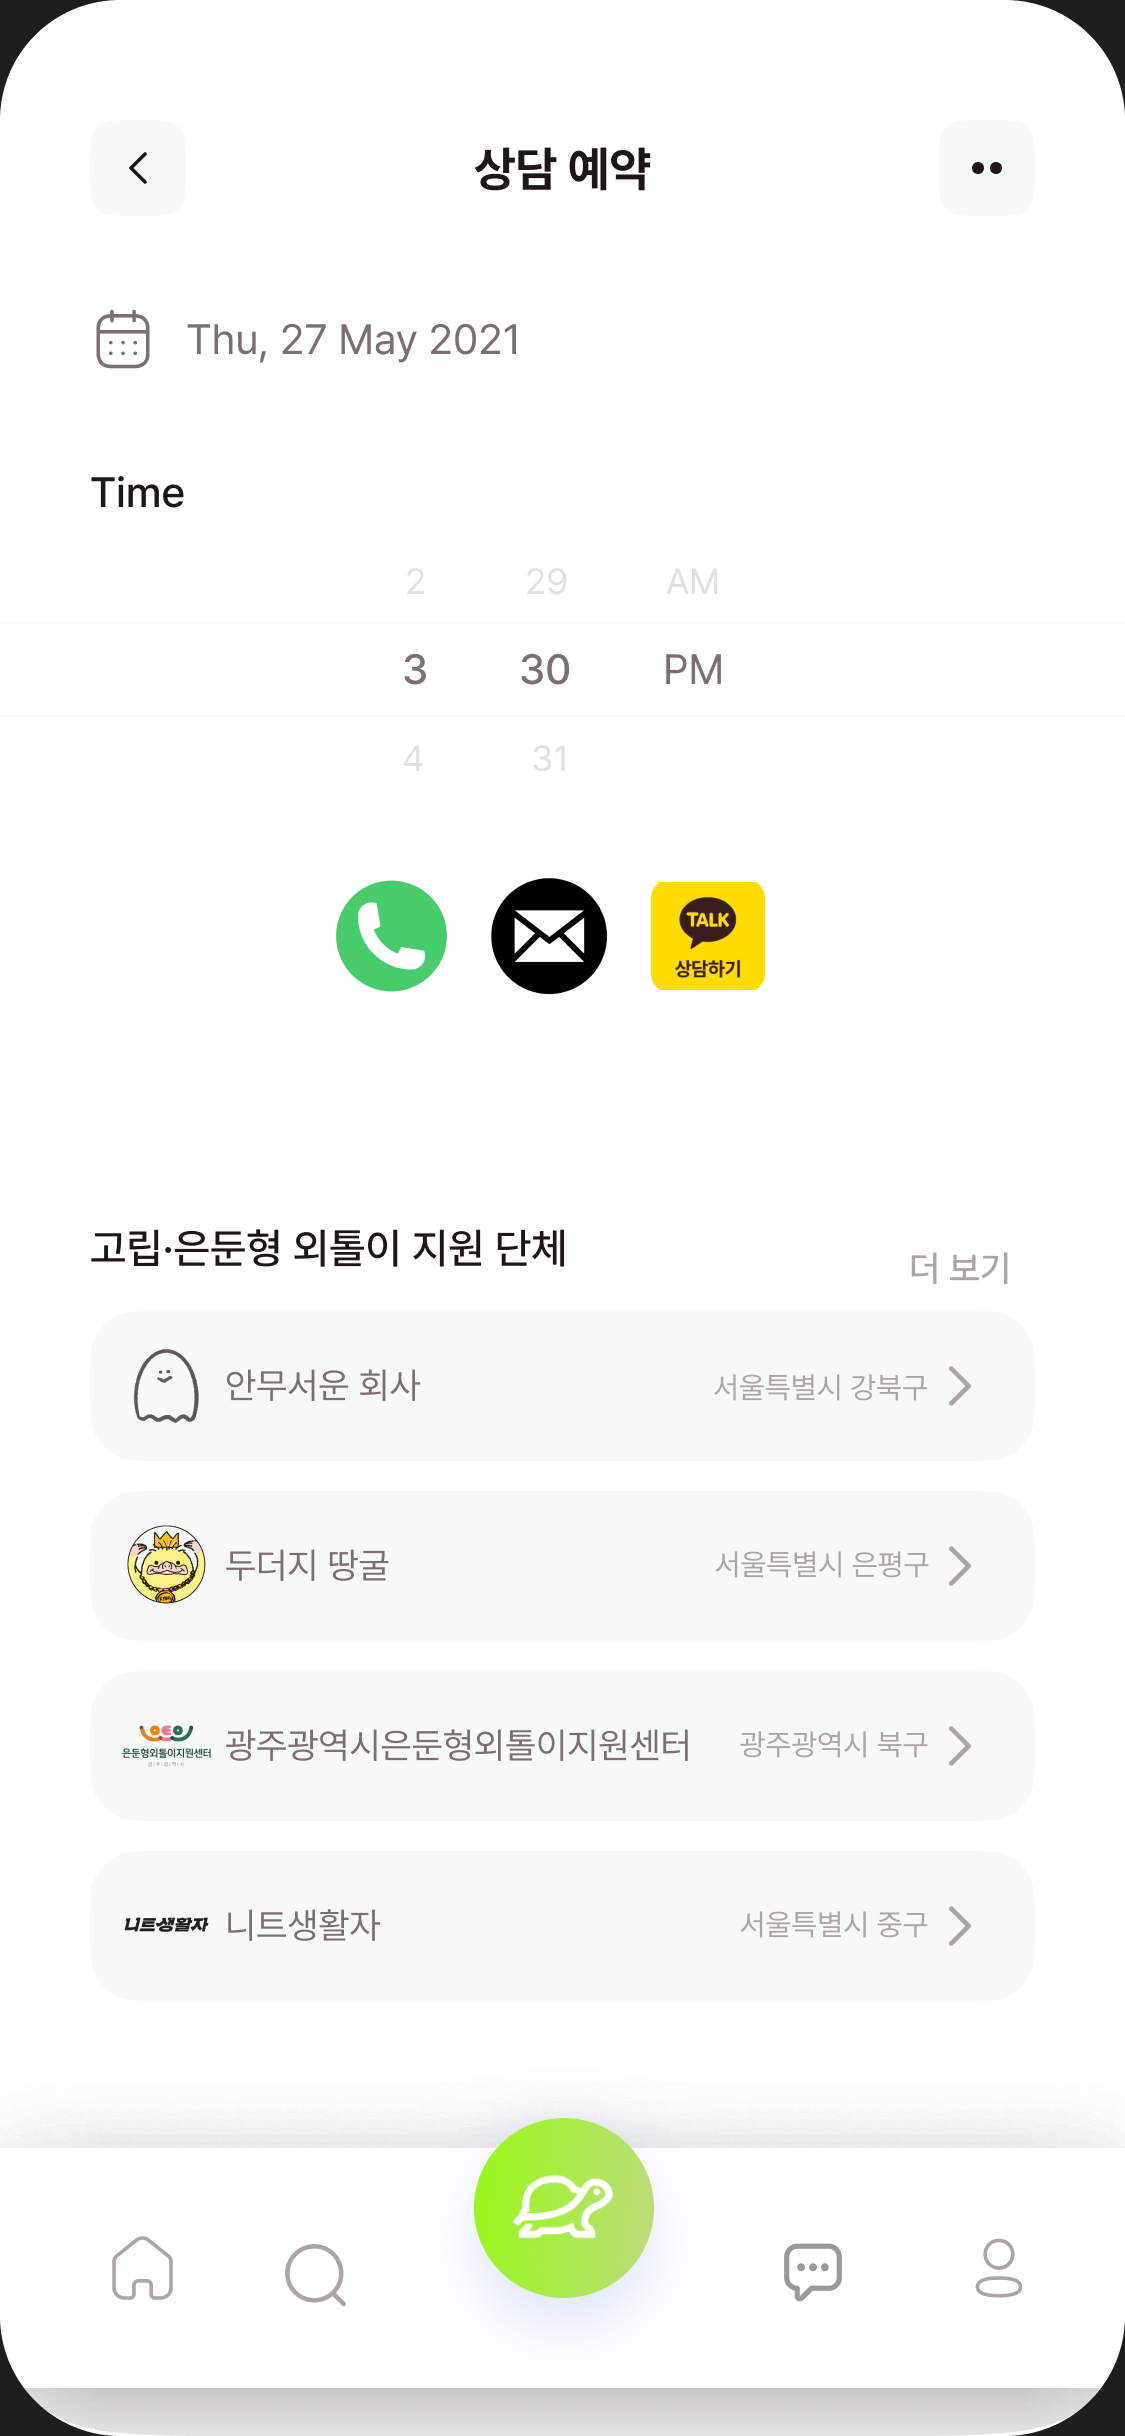 상담 예약
Thu, 27 May 2021
Time
2 29 AM
3 30 PM
4 31
TALK
상담하기
고립·은둔형 외톨이 지원 단체
더 보기
안무서운 회사 서울특별시 강북구
두더지 땅굴 서울특별시 은평구
은둔형외톨이지원센터
광주광역시은둔형외톨이지원센터 광주광역시 북구
니트생활자
니트생활자 서울특별시 중구